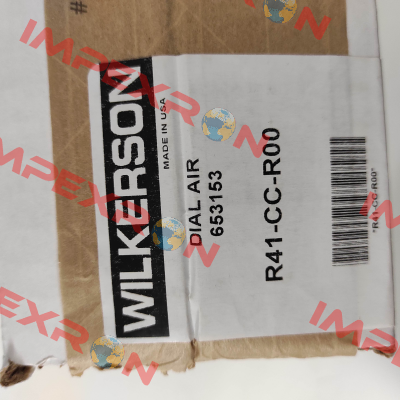 #
WILKERSON
MADE IN USA
DIAL AIR
653153
R41-CC-R00
*R41-CC-R00*
IMPEXRON
IMPEXRON
IMPEXRON
IMPEXRON